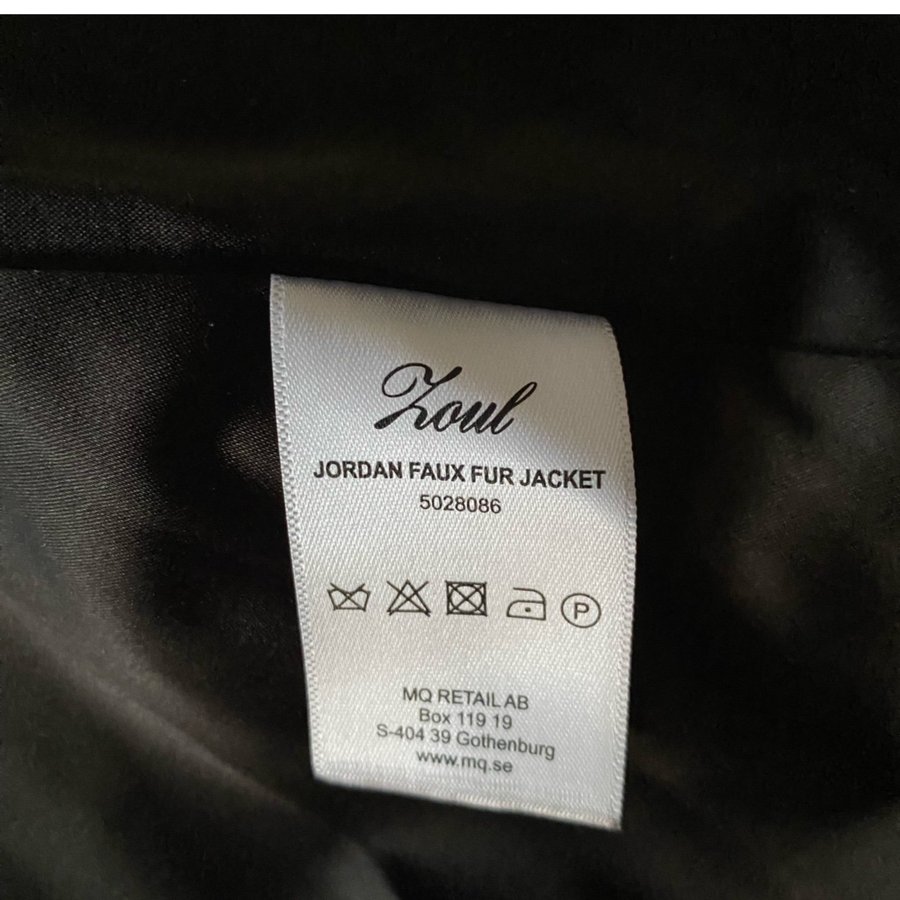 Zoul
JORDAN FAUX FUR JACKET
5028086
P
MQ RETAIL AB
Box 119 19
S-404 39 Gothenburg
www.mq.se